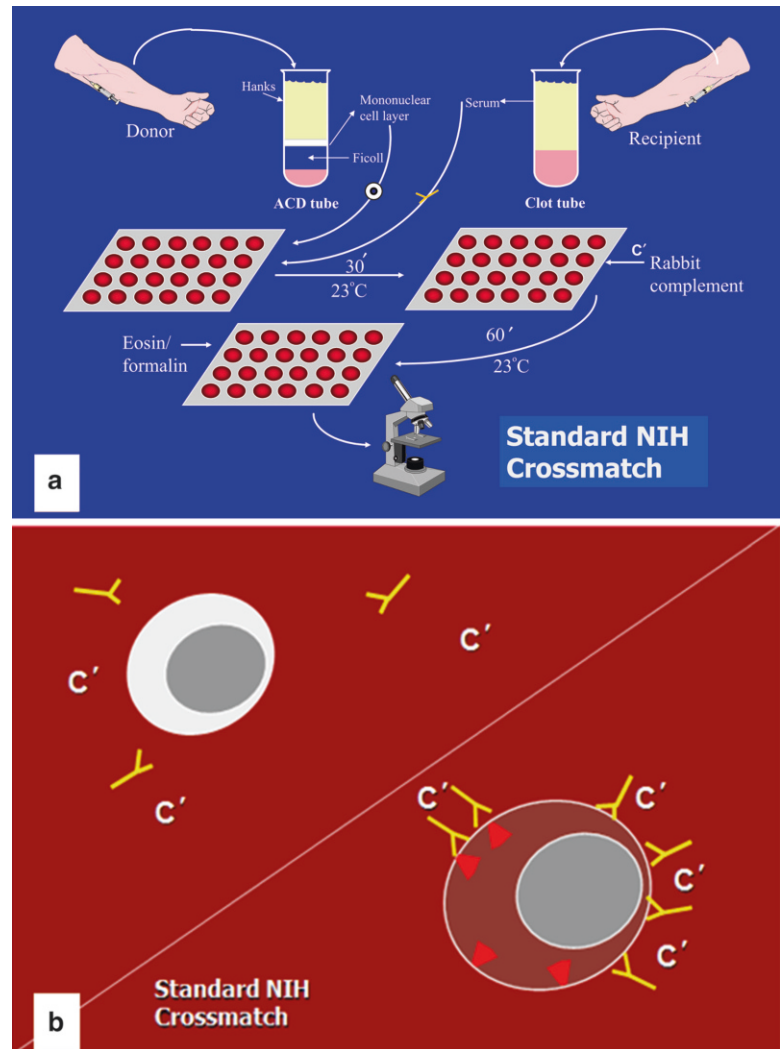 Donor
Hanks
Mononuclear
cell layer
Ficoll
ACD tube
Serum
Clot tube
Recipient
30′
23°C
C′
Rabbit
complement
60′
23°C
Eosin/
formalin
Standard NIH
Crossmatch
a
C′
C′
C′
C′
C′
C′
C′
Standard NIH
Crossmatch
b